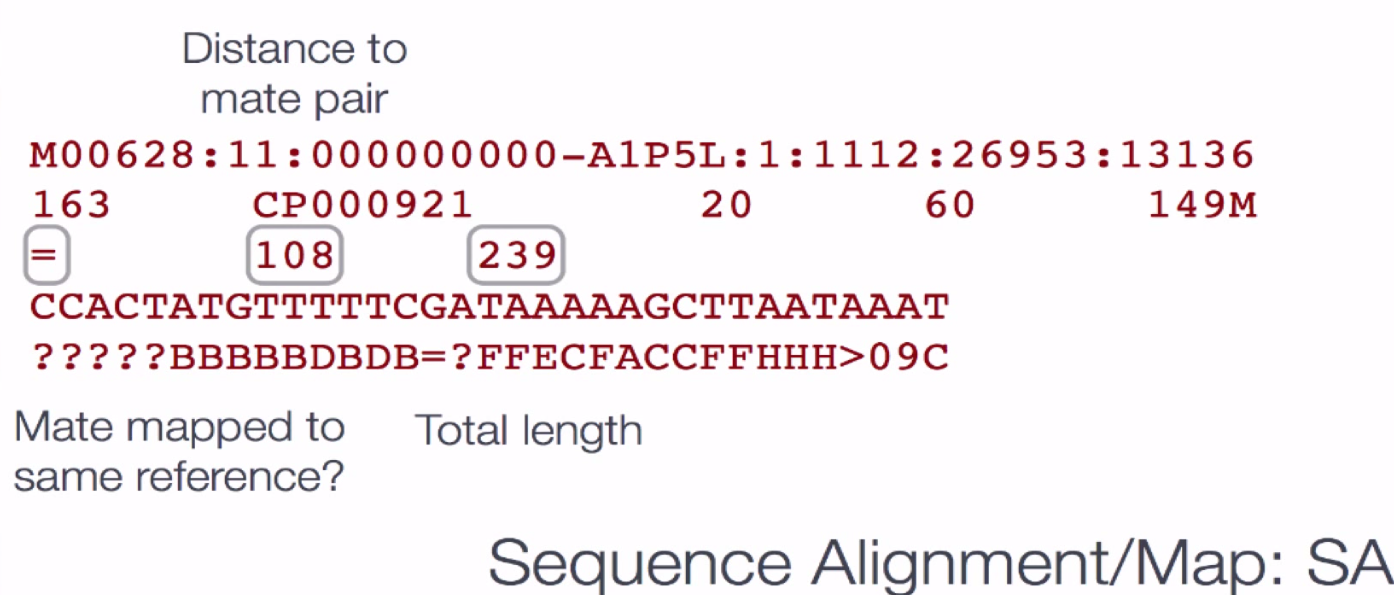 Distance to
mate pair
M00628:11:000000000-A1P5L:1:1112:26953:13136
163 CP000921 20 60 149M
= 108 239
CCACTATGTTTTTCGATAAAAAGCTTAATAAAT
?????BBBBBDBDB=?FFECFACCFFHHH>09C
Mate mapped to Total length
same reference?
Sequence Alignment/Map: SA